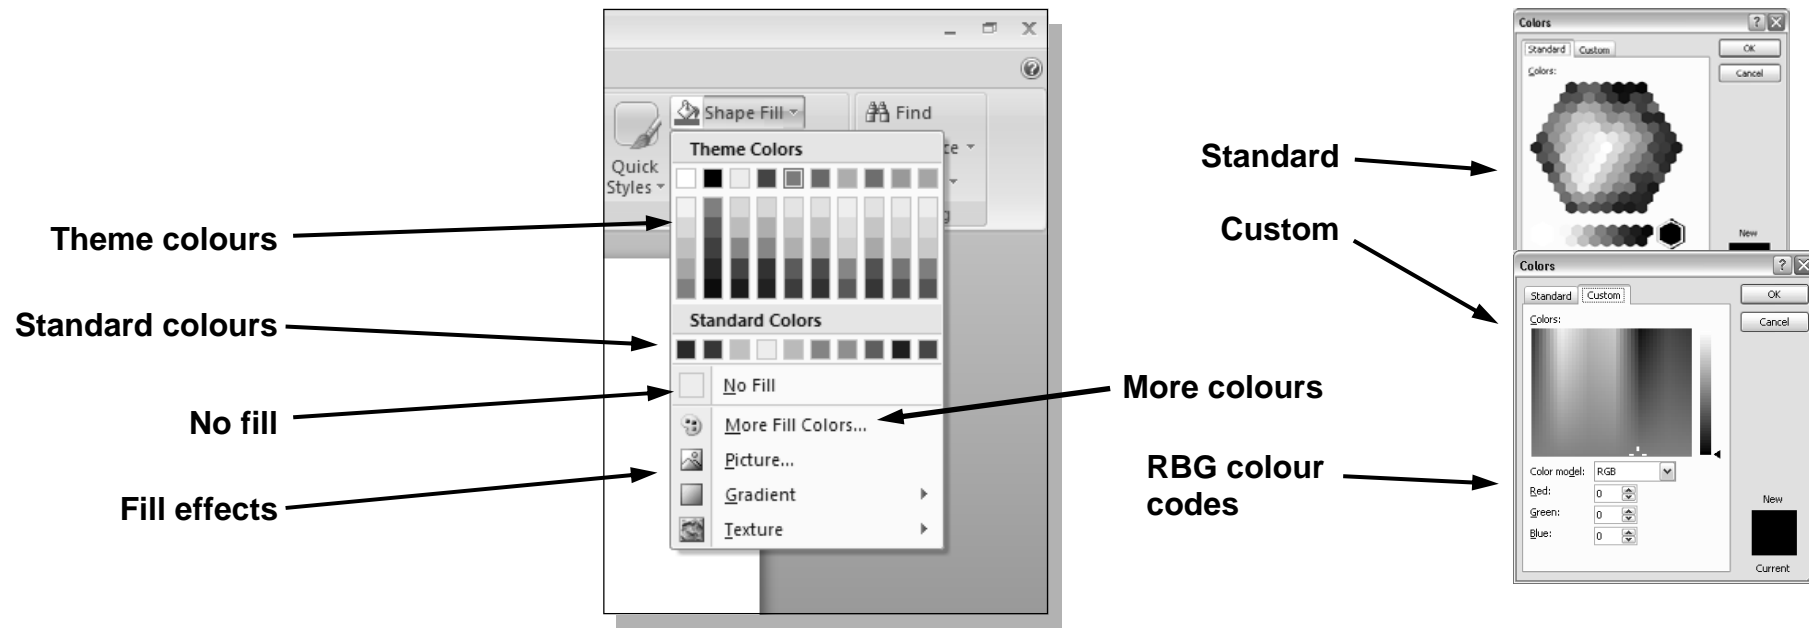 Theme colours
Standard colours
No fill
Fill effects
Shape Fill
Find
ce
Quick
Styles
Theme Colors
Standard Colors
No Fill
More Fill Colors...
Picture...
Gradient
Texture
More colours
Standard
Custom
RBG colour
codes
Colors
Standard Custom
OK
Cancel
Colors:
New
Colors
Standard Custom
OK
Cancel
Colors:
Color model: RGB
Red: 0
Green: 0
Blue: 0
New
Current